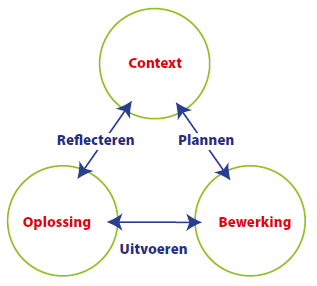 Context
Reflecteren
Plannen
Oplossing
Bewerking
Uitvoeren